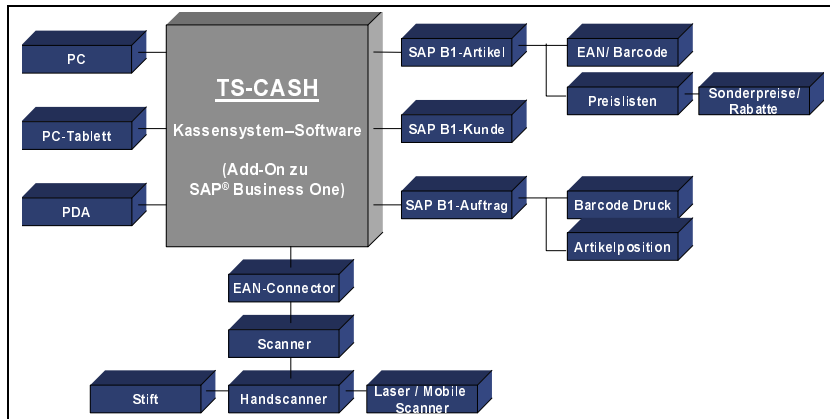 PC
PC-Tablett
PDA
TS-CASH
Kassensystem–Software
(Add-On zu
SAP® Business One)
SAP B1-Artikel
EAN/ Barcode
Preislisten
Sonderpreise/
Rabatte
SAP B1-Kunde
SAP B1-Auftrag
Barcode Druck
Artikelposition
EAN-Connector
Scanner
Stift
Handscanner
Laser / Mobile
Scanner